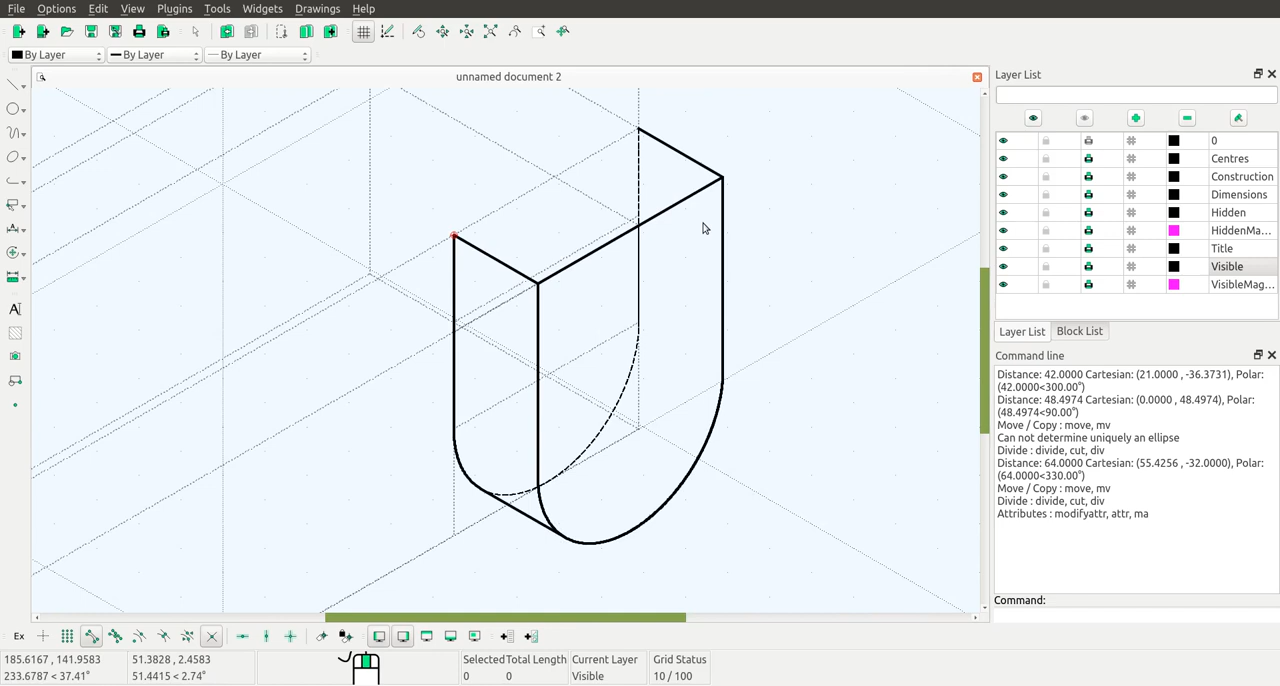 File Options Edit View Plugins Tools Widgets Drawings Help
By Layer By Layer By Layer
unnamed document 2
Layer List
0
Centres
Construction
Dimensions
Hidden
HiddenMa...
Title
Visible
VisibleMag...
Layer List Block List
Command line
Distance: 42.0000 Cartesian: (21.0000 , -36.3731), Polar:
(42.0000<300.00°)
Distance: 48.4974 Cartesian: (0.0000 , 48.4974), Polar:
(48.4974<90.00°)
Move / Copy : move, mv
Can not determine uniquely an ellipse
Divide : divide, cut, div
Distance: 64.0000 Cartesian: (55.4256 , -32.0000), Polar:
(64.0000<330.00°)
Move / Copy : move, mv
Divide : divide, cut, div
Attributes : modifyattr, attr, ma
Command:
Ex
185.6167 , 141.9583 51.3828 , 2.4583 Selected Total Length Current Layer Grid Status
233.6787 < 37.41° 51.4415 < 2.74° 0 0 Visible 10 / 100